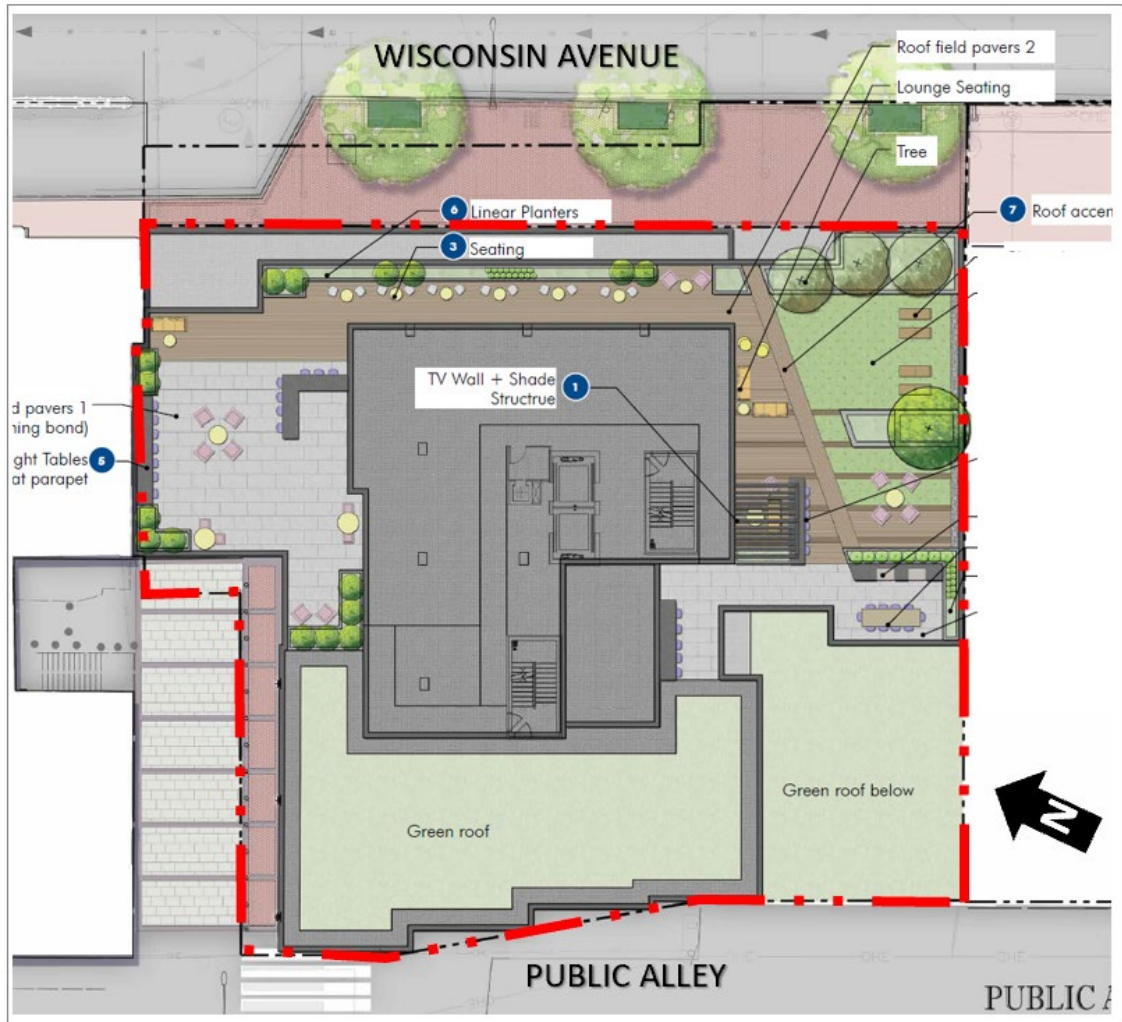 WISCONSIN AVENUE
Roof field pavers 2
Lounge Seating
Tree
6 Linear Planters
7 Roof accen
3 Seating
TV Wall + Shade
Structrue
1
d pavers 1
ning bond)
ght Tables 5
at parapet
Green roof below
N
Green roof
PUBLIC ALLEY
OHE
OHE
PUBLIC A